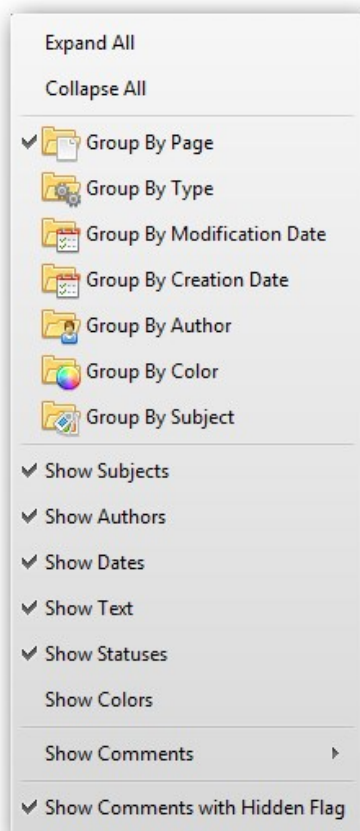 Expand All
Collapse All
Group By Page
Group By Type
Group By Modification Date
Group By Creation Date
Group By Author
Group By Color
Group By Subject
Show Subjects
Show Authors
Show Dates
Show Text
Show Statuses
Show Colors
Show Comments
Show Comments with Hidden Flag